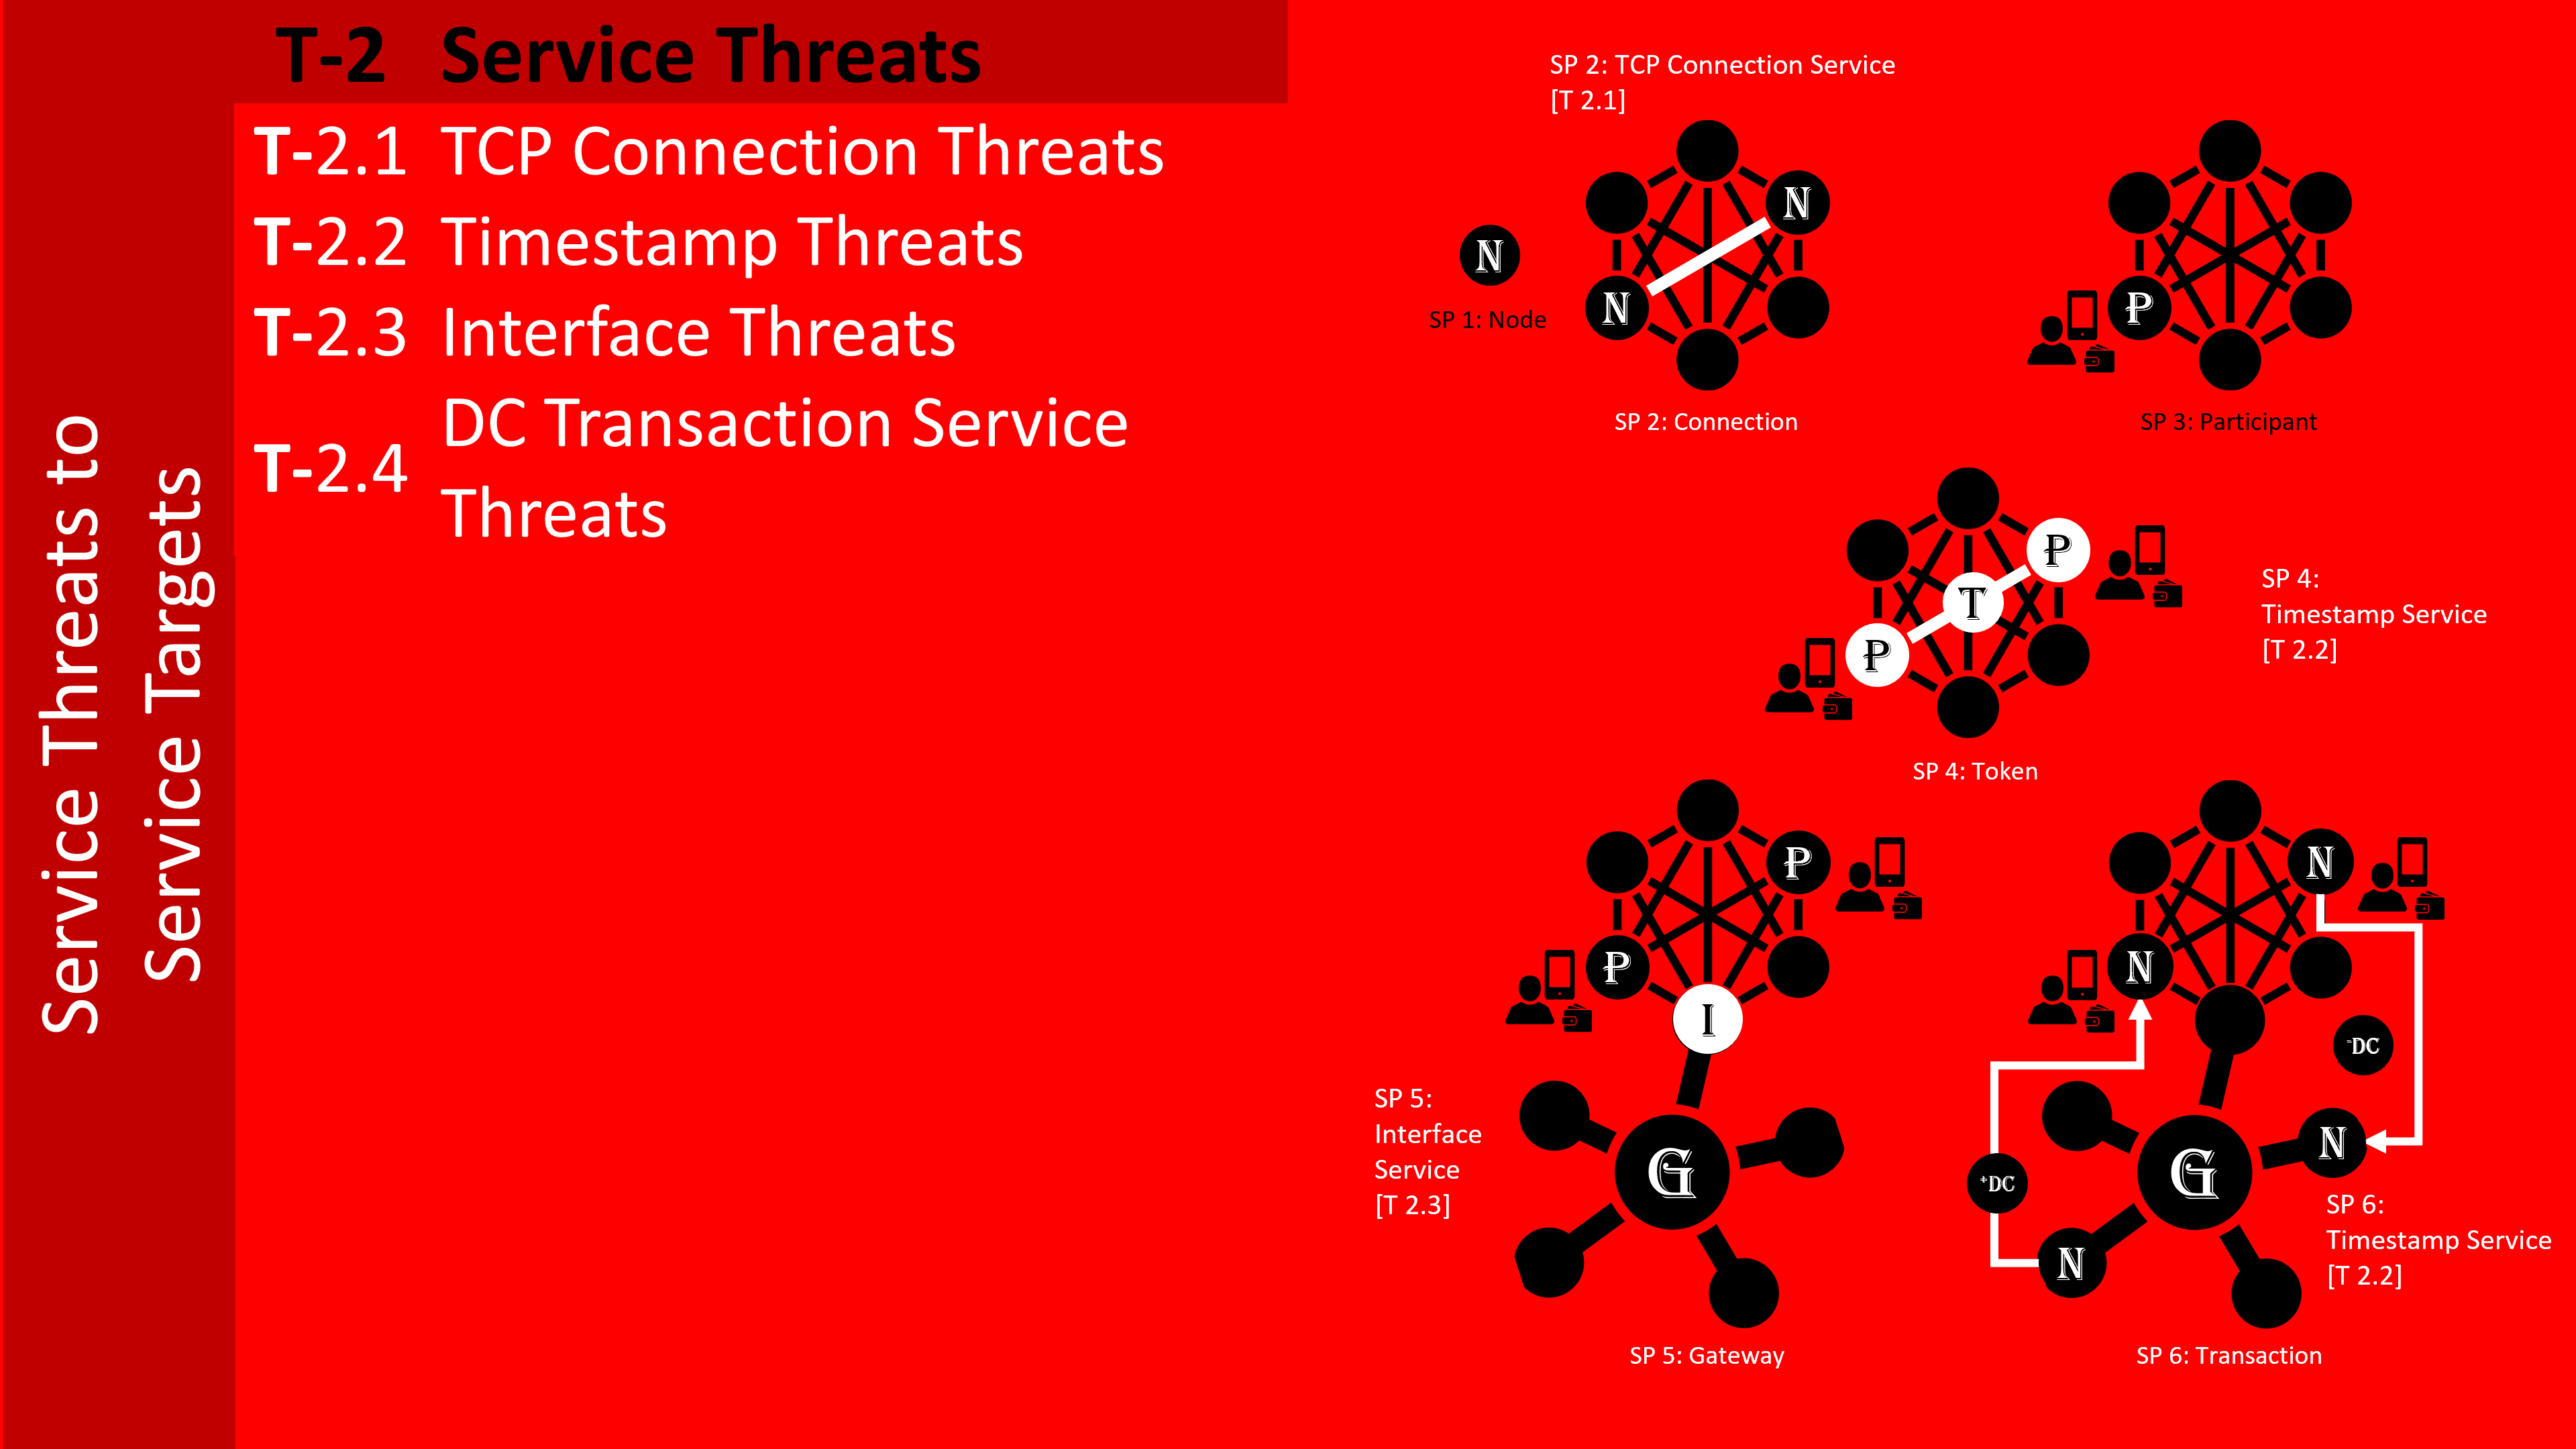 Service Threats to
Service Targets
T-2 Service Threats
T-2.1 TCP Connection Threats
T-2.2 Timestamp Threats
T-2.3 Interface Threats
T-2.4 DC Transaction Service
Threats
SP 2: TCP Connection Service
[T 2.1]
N
N
N
SP 1: Node
SP 2: Connection
P
SP 3: Participant
P
T
P
SP 4:
Timestamp Service
[T 2.2]
SP 4: Token
P
P
I
G
SP 5:
Interface
Service
[T 2.3]
SP 5: Gateway
N
N
-DC
N
G
+DC
N
SP 6:
Timestamp Service
[T 2.2]
SP 6: Transaction